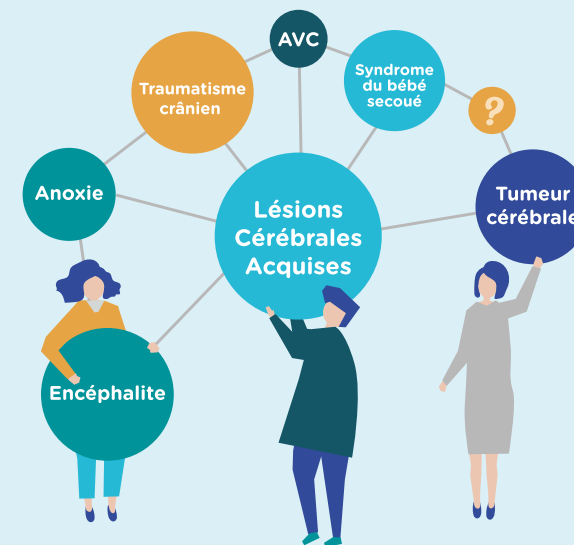 AVC
Traumatisme
crânien
Syndrome
du bébé
secoué
?
Anoxie
Lésions
Cérébrales
Acquises
Tumeur
cérébrale
Encéphalite